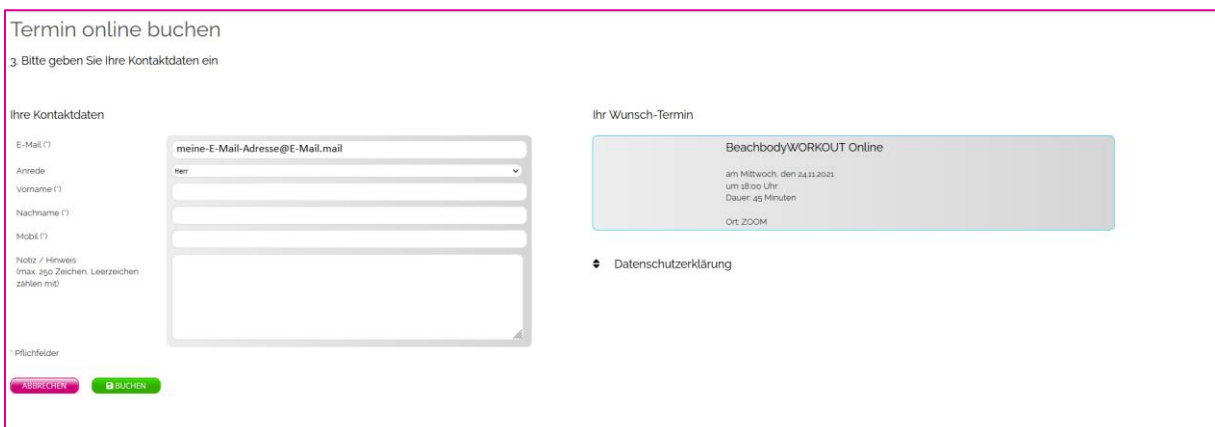 Termin online buchen
3. Bitte geben Sie Ihre Kontaktdaten ein
Ihre Kontaktdaten
E-Mail (*)
meine-E-Mail-Adresse@E-Mail.mail
Anrede
Herr
Vorname (*)
Nachname (*)
Mobil (*)
Notiz / Hinweis
(max. 250 Zeichen, Leerzeichen
zählen mit)
* Pflichfelder
ABBRECHEN
BUCHEN
Ihr Wunsch-Termin
BeachbodyWORKOUT Online
am Mittwoch, den 24.11.2021
um 18:00 Uhr
Dauer: 45 Minuten
Ort: ZOOM
Datenschutzerklärung